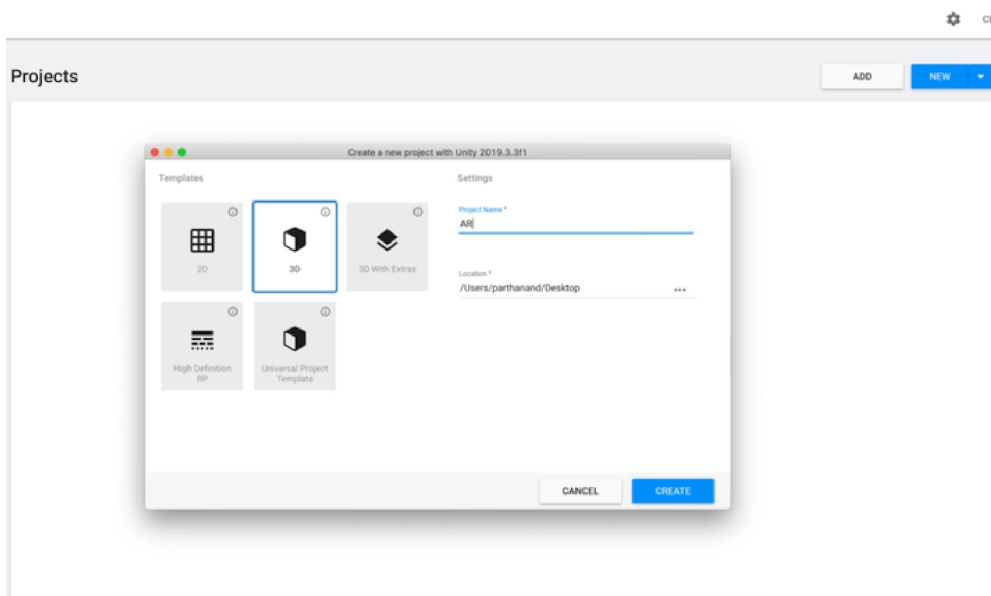 Projects
ADD
NEW
Create a new project with Unity 2019.3.3f1
Templates
Settings
2D
3D
3D With Extras
High Definition
RP
Universal Project
Template
Project Name *
AR
Location *
/Users/parthanand/Desktop
...
CANCEL
CREATE